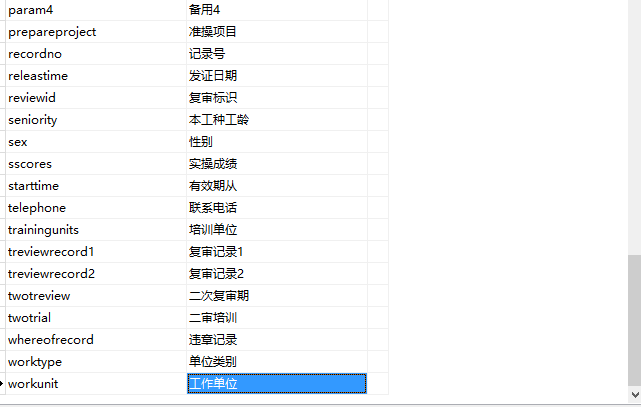 param4 备用4
prepareproject 准操项目
recordno 记录号
releastime 发证日期
reviewid 复审标识
seniority 本工种工龄
sex 性别
sscores 实操成绩
starttime 有效期从
telephone 联系电话
trainingunits 培训单位
treviewrecord1 复审记录1
treviewrecord2 复审记录2
twotreview 二次复审期
twotrial 二审培训
whereofrecord 违章记录
worktype 单位类别
workunit 工作单位